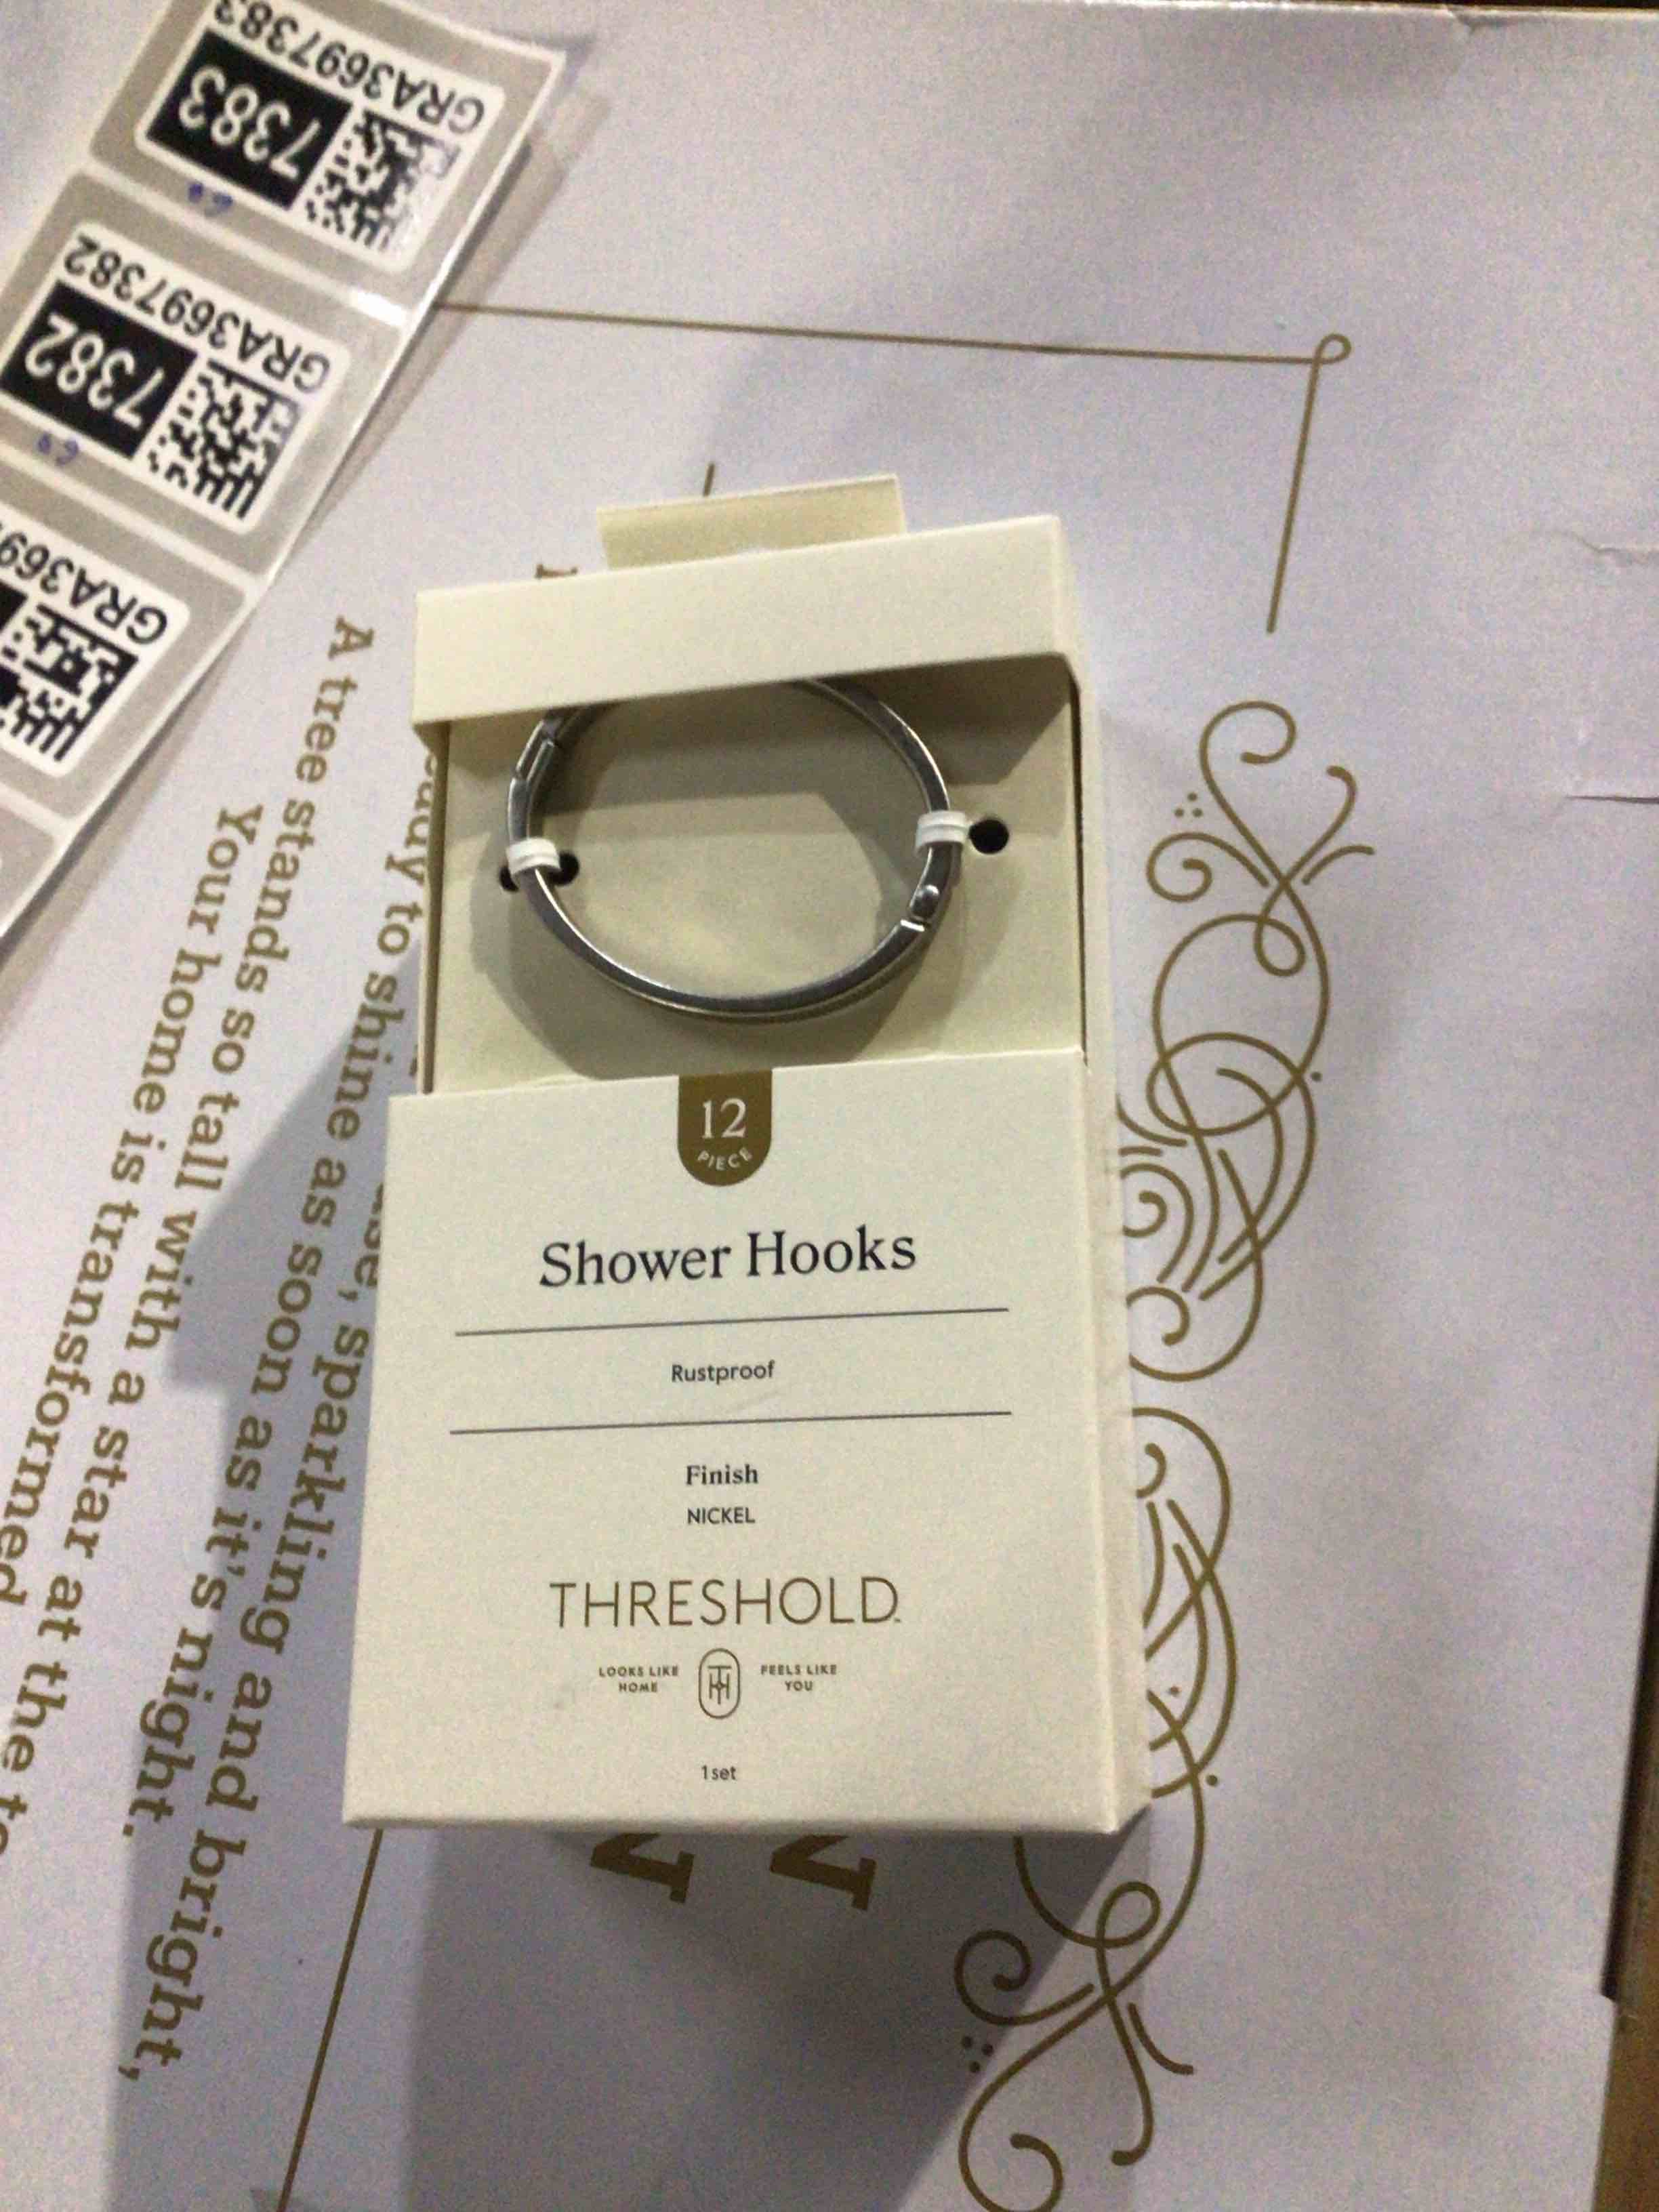 GRA3697383
7383
GRA3697382
7382
GRA369
12
PIECE
Shower Hooks
Rustproof
Finish
NICKEL
THRESHOLD
LOOKS LIKE
HOME
FEELS LIKE
YOU
1 set
to shine as soon as it's night.
sparkling and bright,
A tree stands so tall with a star at the
Your home is transformed